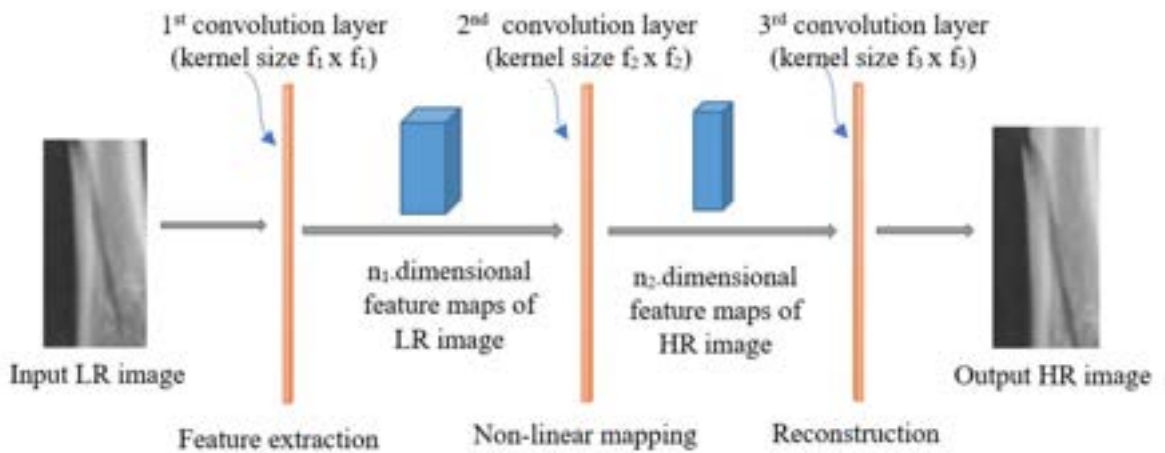 1st convolution layer
(kernel size f1 x f1)
2nd convolution layer
(kernel size f2 x f2)
3rd convolution layer
(kernel size f3 x f3)
n1-dimensional
feature maps of
LR image
n2-dimensional
feature maps of
HR image
Input LR image
Output HR image
Feature extraction
Non-linear mapping
Reconstruction